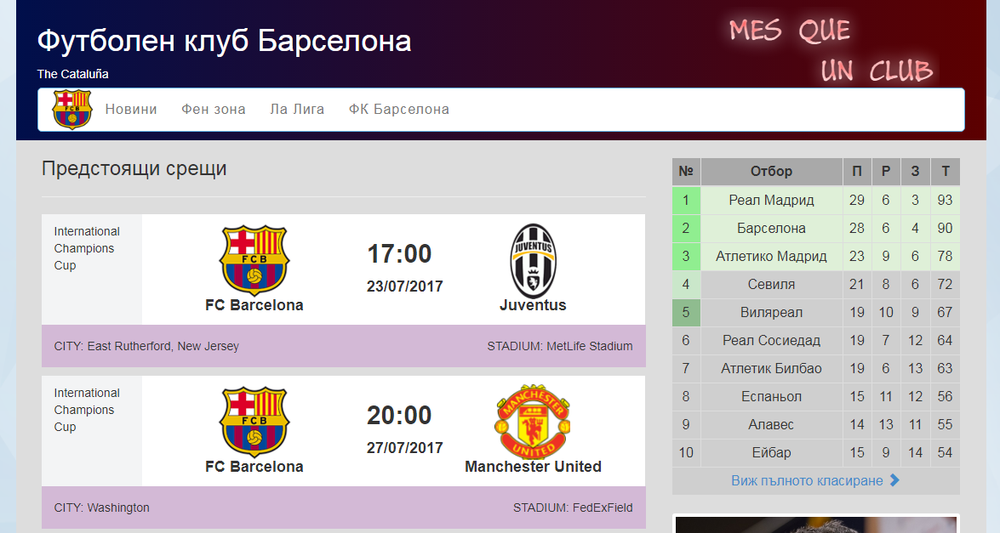 Футболен клуб Барселона
MES QUE
UN CLUB
The Cataluña
FCB
Новини Фен зона Ла Лига ФК Барселона
Предстоящи срещи
International
Champions
Cup
FCB
FC Barcelona
17:00
23/07/2017
JUVENTUS
Juventus
CITY: East Rutherford, New Jersey STADIUM: MetLife Stadium
International
Champions
Cup
FCB
FC Barcelona
20:00
27/07/2017
MANCHESTER
UNITED
Manchester United
CITY: Washington STADIUM: FedExField
№ Отбор П Р З Т
1 Реал Мадрид 29 6 3 93
2 Барселона 28 6 4 90
3 Атлетико Мадрид 23 9 6 78
4 Севиля 21 8 6 72
5 Виляреал 19 10 9 67
6 Реал Сосиедад 19 7 12 64
7 Атлетик Билбао 19 6 13 63
8 Еспаньол 15 11 12 56
9 Алавес 14 13 11 55
10 Ейбар 15 9 14 54
Виж пълното класиране